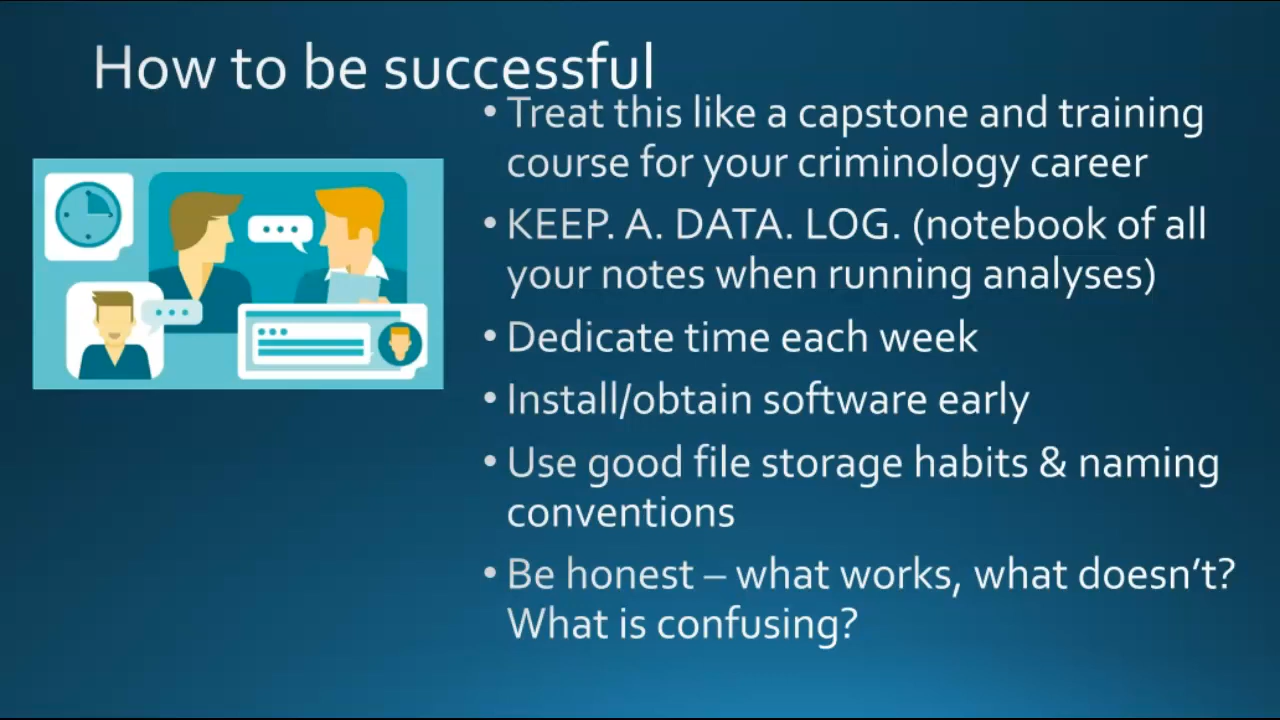 How to be successful
• Treat this like a capstone and training
course for your criminology career
• KEEP. A. DATA. LOG. (notebook of all
your notes when running analyses)
• Dedicate time each week
• Install/obtain software early
• Use good file storage habits & naming
conventions
• Be honest – what works, what doesn’t?
What is confusing?